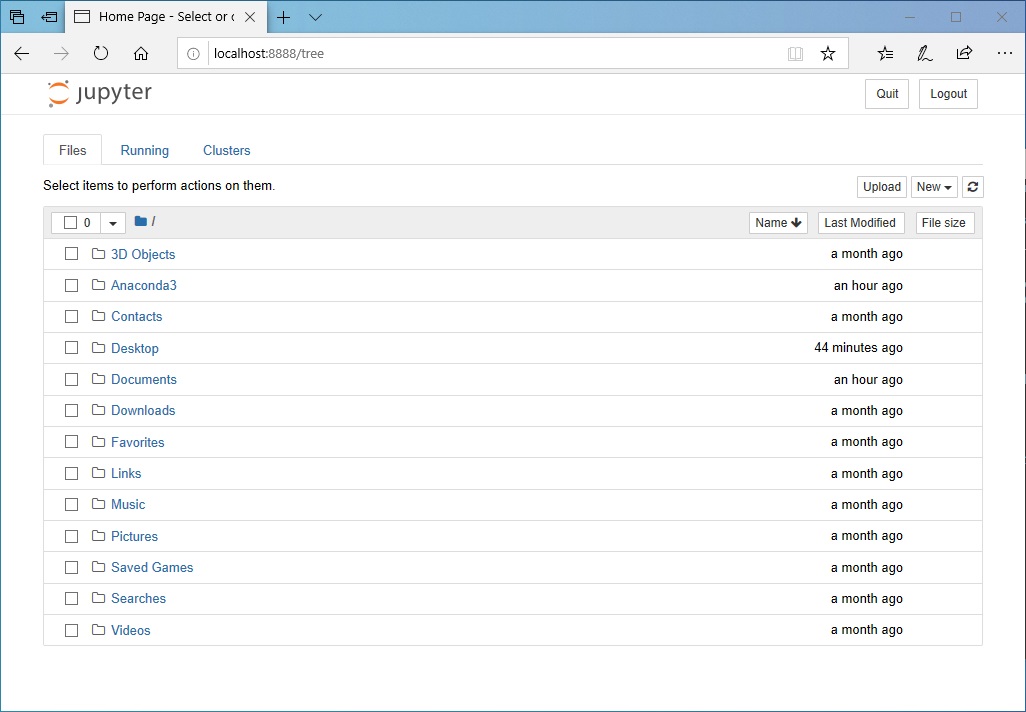 Home Page - Select or c
localhost:8888/tree
jupyter
Quit Logout
Files Running Clusters
Select items to perform actions on them.
Upload New
0 / Name Last Modified File size
3D Objects a month ago
Anaconda3 an hour ago
Contacts a month ago
Desktop 44 minutes ago
Documents an hour ago
Downloads a month ago
Favorites a month ago
Links a month ago
Music a month ago
Pictures a month ago
Saved Games a month ago
Searches a month ago
Videos a month ago